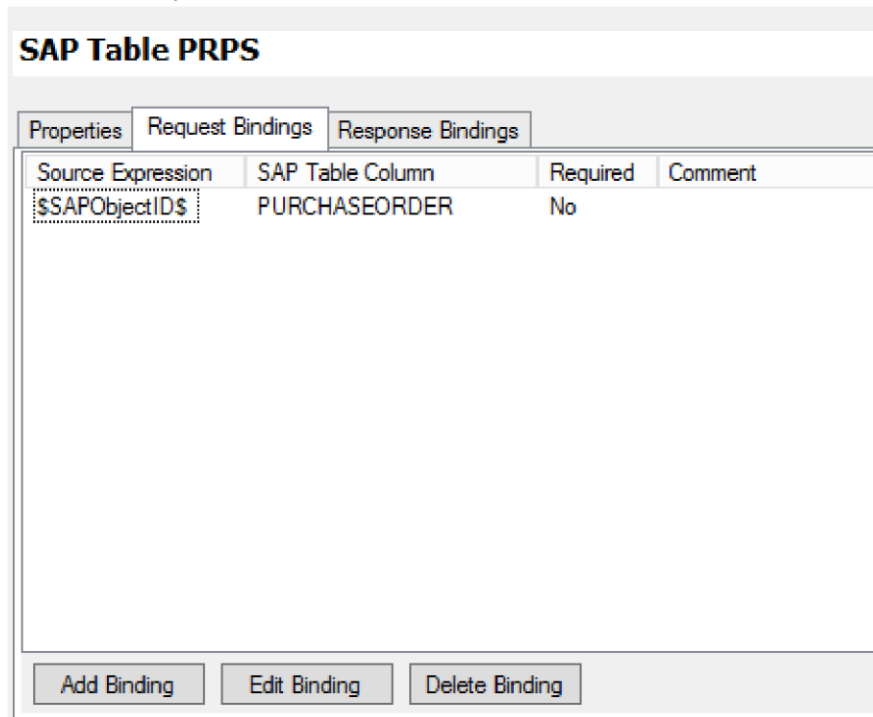 SAP Table PRPS
Properties Request Bindings Response Bindings
Source Expression SAP Table Column Required Comment
$SAPObjectID$ PURCHASEORDER No
Add Binding Edit Binding Delete Binding